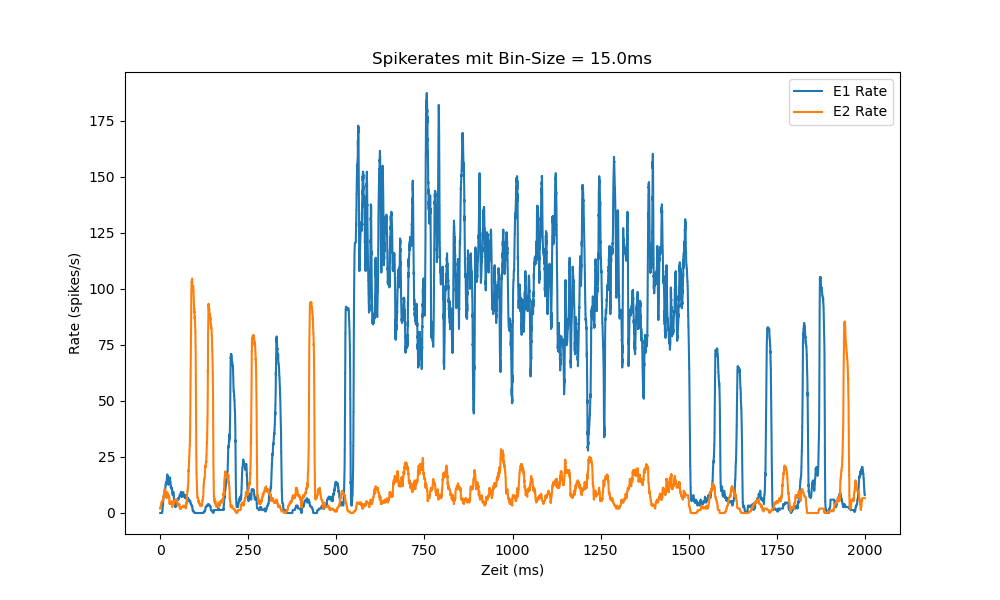 Spikerates mit Bin-Size = 15.0ms
E1 Rate
E2 Rate
Rate (spikes/s)
175
150
125
100
75
50
25
0
0 250 500 750 1000 1250 1500 1750 2000
Zeit (ms)